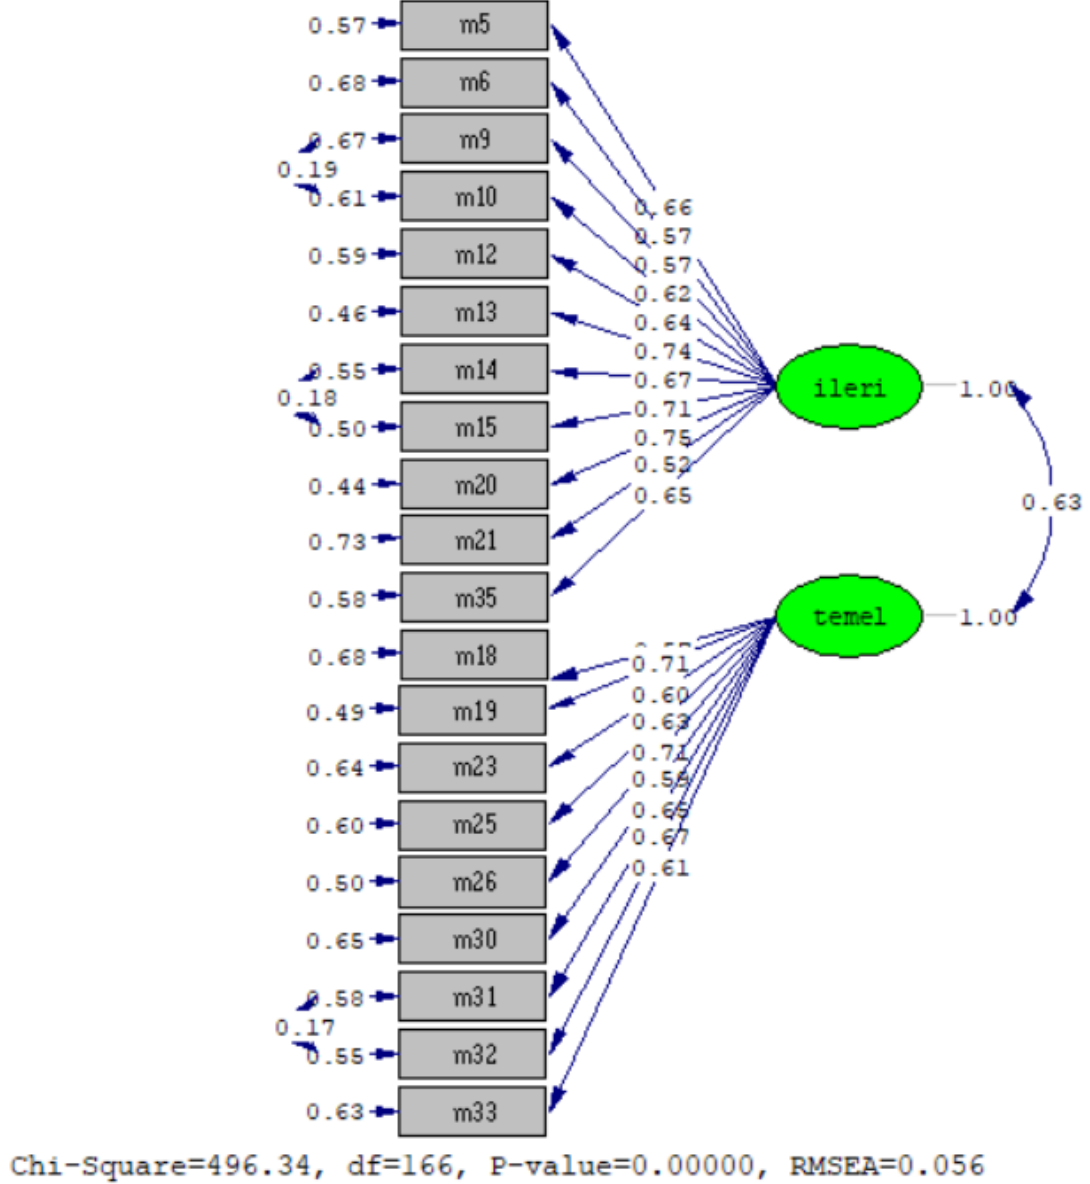 0.57 m5
0.68 m6
0.67 m9
0.19
0.61 m10
0.59 m12
0.46 m13
0.55 m14
0.18
0.50 m15
0.44 m20
0.73 m21
0.58 m35
0.68 m18
0.49 m19
0.64 m23
0.60 m25
0.50 m26
0.65 m30
0.58 m31
0.17
0.55 m32
0.63 m33
0.66
0.57
0.57
0.62
0.64
0.74
0.67
0.71
0.75
0.52
0.65
ileri 1.00
0.63
temel 1.00
0.71
0.60
0.63
0.71
0.59
0.65
0.67
0.61
Chi-Square=496.34, df=166, P-value=0.00000, RMSEA=0.056